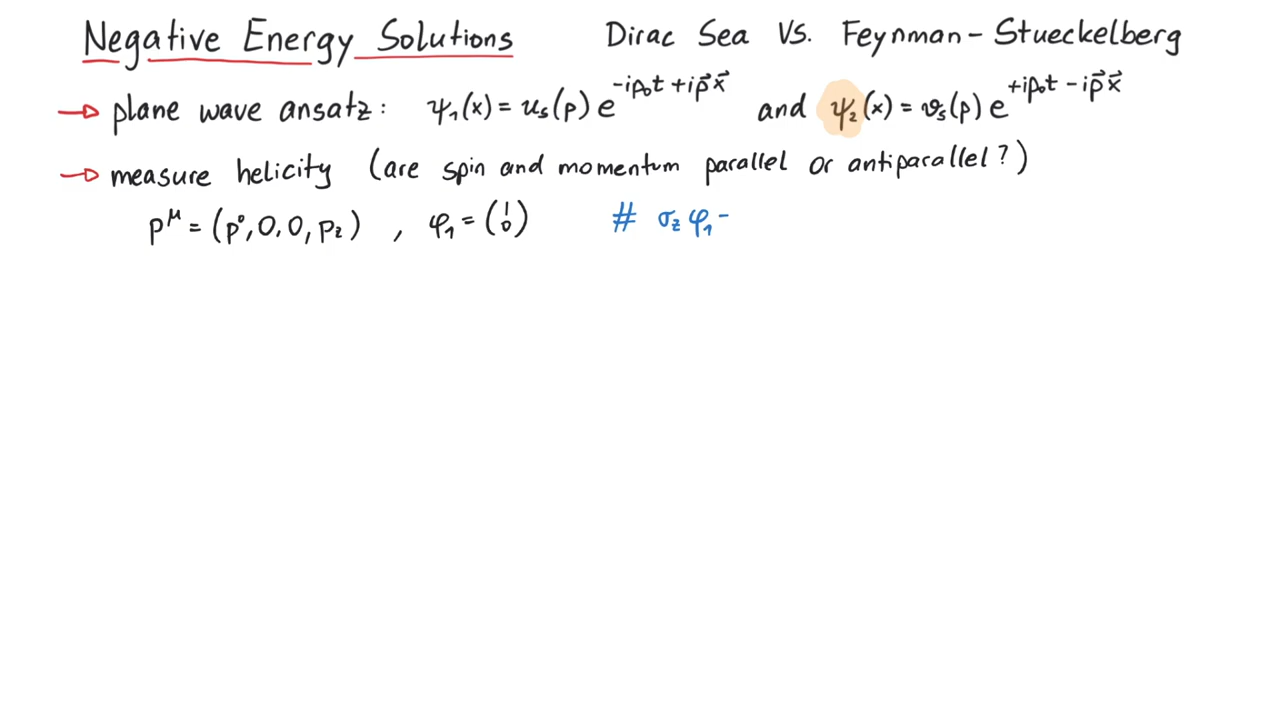 Negative Energy Solutions Dirac Sea Vs. Feynman-Stueckelberg
→ plane wave ansatz: ψ₁(x) = uₛ(p) e^(-ip₀t + ip⃗x⃗) and ψ₂(x) = ϑₛ(p) e^(+ip₀t - ip⃗x⃗)
→ measure helicity (are spin and momentum parallel or antiparallel?)
p^μ = (p⁰, 0, 0, p_z) , φ₁ = (1 0) # σ_z φ₁ -